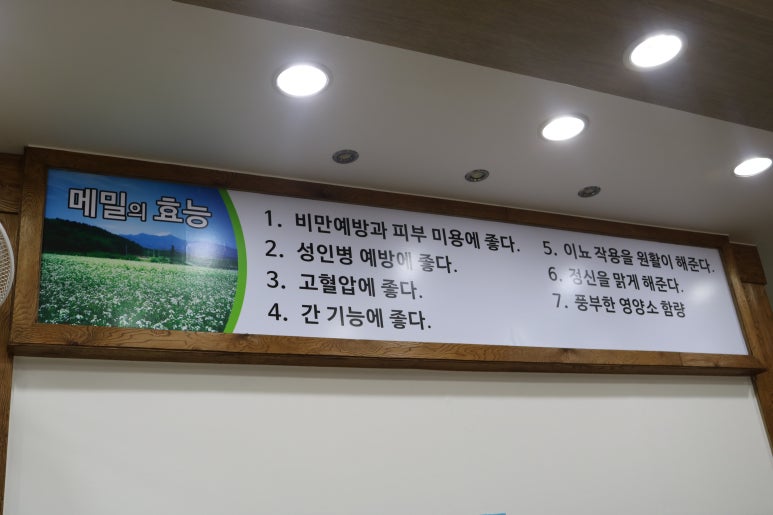 메밀의 효능
1. 비만예방과 피부 미용에 좋다.
2. 성인병 예방에 좋다.
3. 고혈압에 좋다.
4. 간 기능에 좋다.
5. 이뇨 작용을 원활이 해준다.
6. 정신을 맑게 해준다.
7. 풍부한 영양소 함량